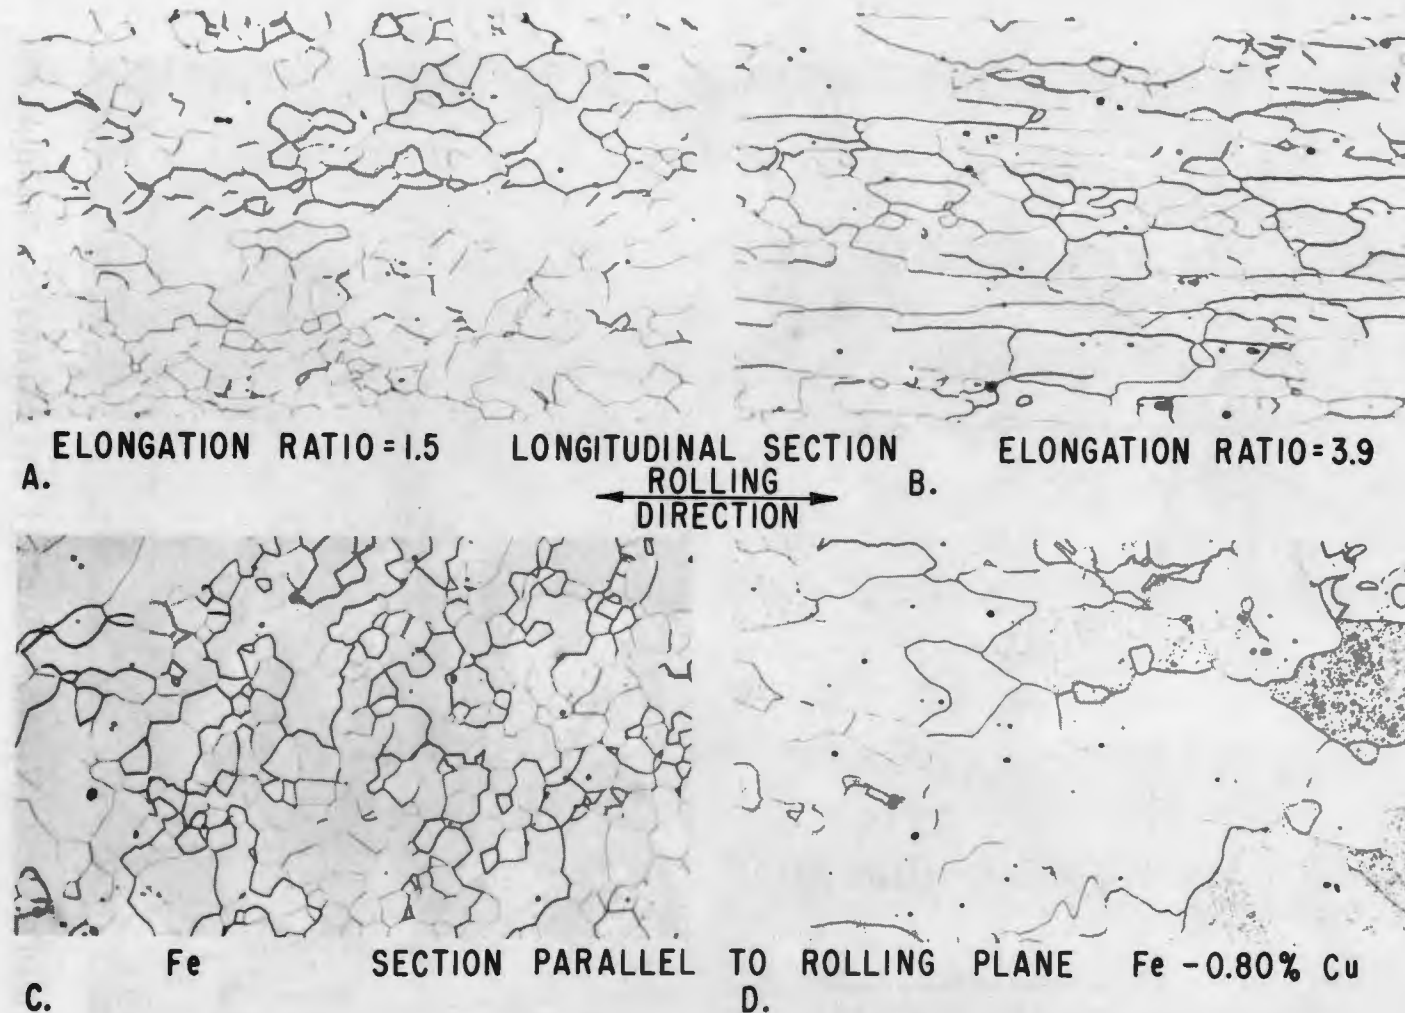 ELONGATION RATIO=1.5 LONGITUDINAL SECTION ELONGATION RATIO=3.9
A. ROLLING B.
DIRECTION
Fe SECTION PARALLEL TO ROLLING PLANE Fe -0.80% Cu
C. D.